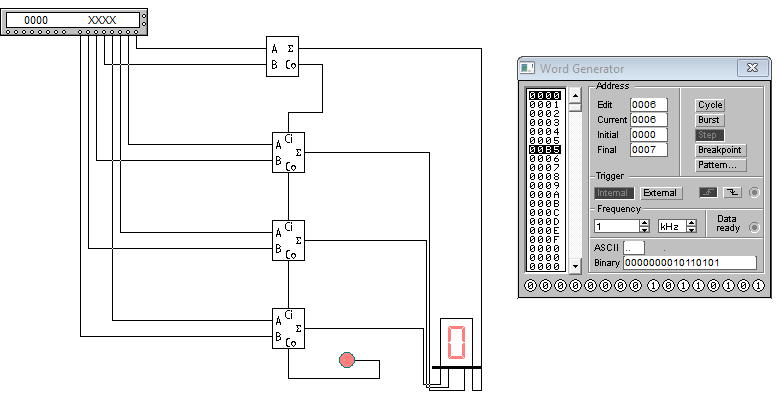 0000 XXXX
A Σ
B Co
Ci
A
Σ
B
Co
Ci
A
Σ
B
Co
Ci
A
Σ
B
Co
0
Word Generator
Address
0000
0001
0002
0003
0004
0005
00B5
0006
0007
0008
0009
000A
000B
000C
000D
000E
000F
0000
0000
0000
Edit 0006 Cycle
Current 0006 Burst
Initial 0000 Step
Final 0007 Breakpoint
Pattern...
Trigger
Internal External
Frequency
1 kHz Data
ready
ASCII ..
Binary 0000000010110101
0 0 0 0 0 0 0 0 1 0 1 1 0 1 0 1